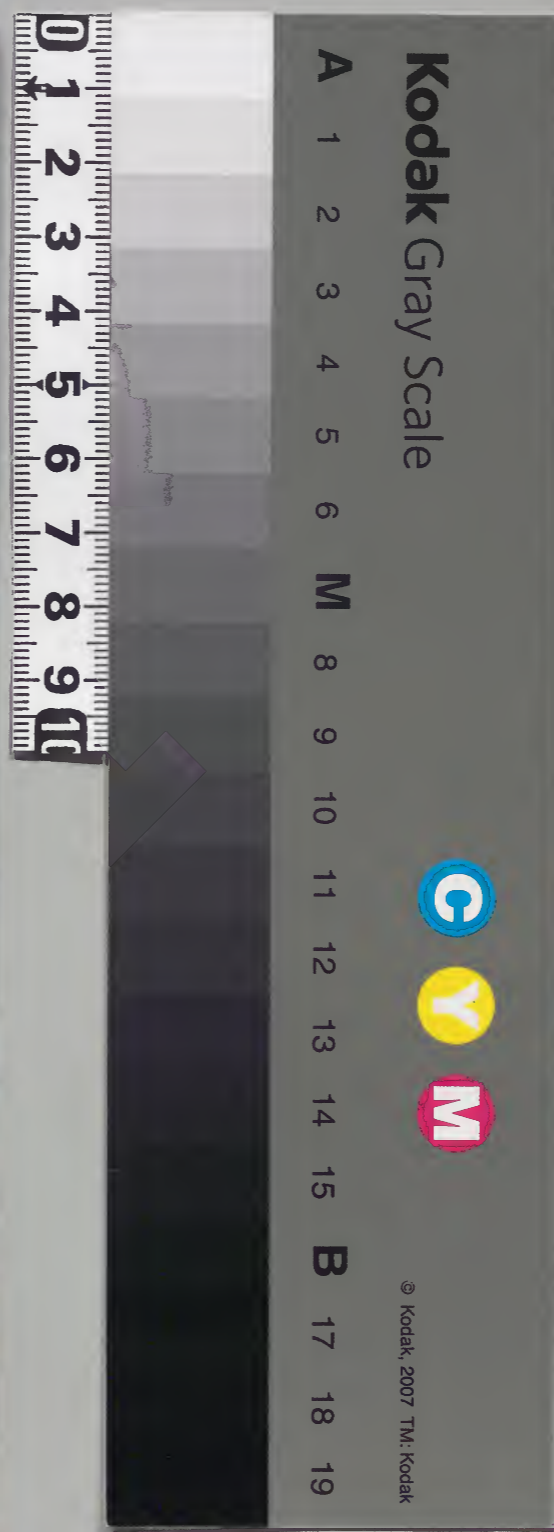 Kodak Gray Scale
C Y M
© Kodak, 2007 TM: Kodak
A 1 2 3 4 5 6 M 8 9 10 11 12 13 14 15 B 17 18 19
0 1 2 3 4 5 6 7 8 9 10